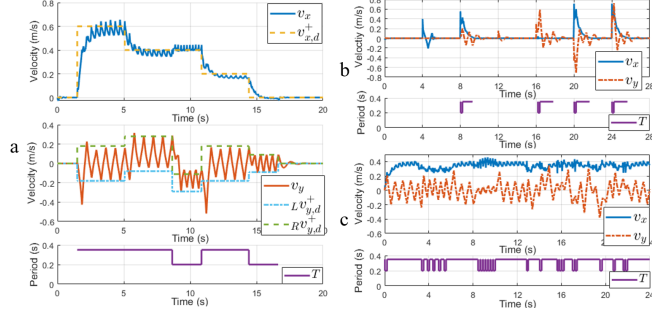 a
Velocity (m/s)
0.8
0.6
0.4
0.2
0
0 5 10 15 20
Time (s)
v_x
v^+_{x,d}
Velocity (m/s)
0.4
0.2
0
-0.2
-0.4
-0.6
0 5 10 15 20
Time (s)
v_y
_Lv^+_{y,d}
_Rv^+_{y,d}
Period (s)
0.4
0.2
0
0 5 10 15 20
Time (s)
T
b
Velocity (m/s)
0.8
0.6
0.4
0.2
0
-0.2
-0.4
-0.6
-0.8
0 4 8 12 16 20 24 28
Time (s)
v_x
v_y
Period (s)
0.4
0.2
0
0 4 8 12 16 20 24 28
Time (s)
T
c
Velocity (m/s)
0.4
0.2
0
-0.2
-0.4
-0.6
0 4 8 12 16 20 24
Time (s)
v_x
v_y
Period (s)
0.4
0.2
0
0 4 8 12 16 20 24
Time (s)
T